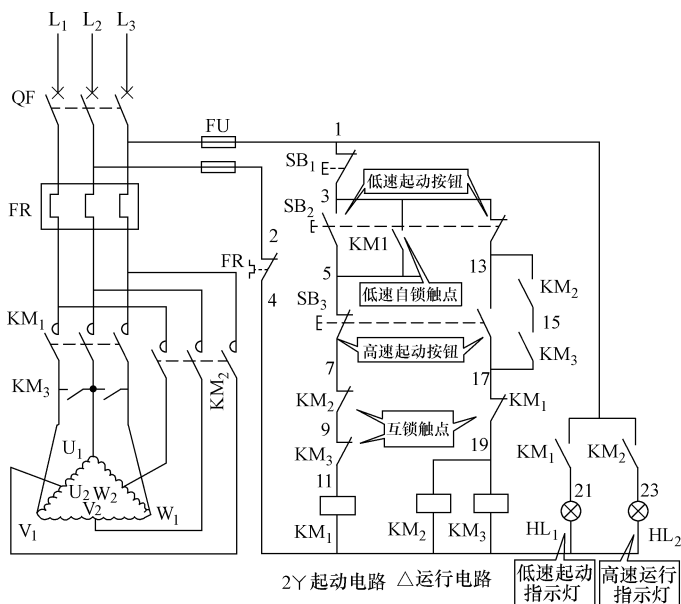 L1 L2 L3
QF
FU
1
SB1
低速起动按钮
3
SB2
FR
2
FR
KM1
13
4
5
低速自锁触点
KM2
SB3
15
KM1
高速起动按钮
KM3
KM2
7
17
KM3
KM2
KM1
9
互锁触点
19
KM1
KM2
U1
KM3
11
21
23
U2 W2
V2
V1
W1
KM1
KM2
KM3
HL1
HL2
2Y起动电路 △运行电路
低速起动
指示灯
高速运行
指示灯